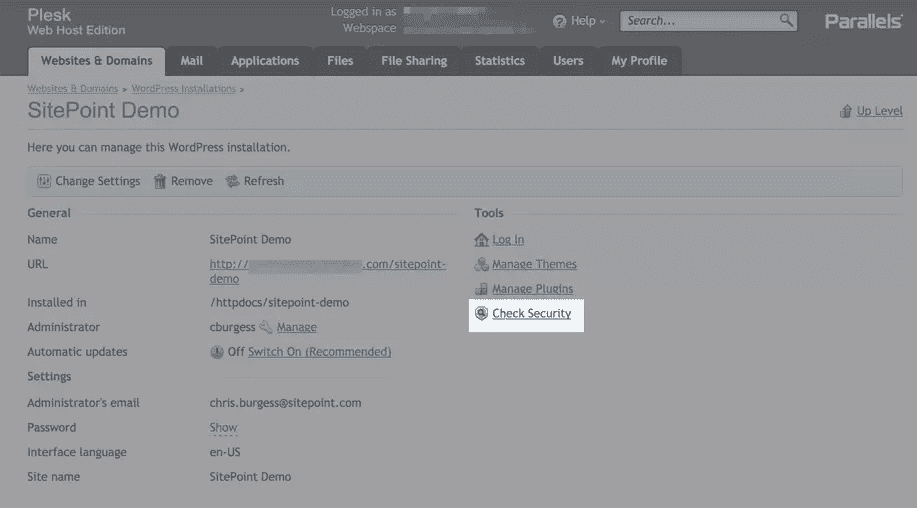 Plesk
Web Host Edition
Logged in as
Webspace
Help
Search...
Parallels
Websites & Domains
Mail
Applications
Files
File Sharing
Statistics
Users
My Profile
Websites & Domains > WordPress Installations >
SitePoint Demo
Up Level
Here you can manage this WordPress installation.
Change Settings
Remove
Refresh
General
Name SitePoint Demo
URL http:// .com/sitepoint-
demo
Installed in /httpdocs/sitepoint-demo
Administrator cburgess Manage
Automatic updates Off Switch On (Recommended)
Settings
Administrator's email chris.burgess@sitepoint.com
Password Show
Interface language en-US
Site name SitePoint Demo
Tools
Log In
Manage Themes
Manage Plugins
Check Security